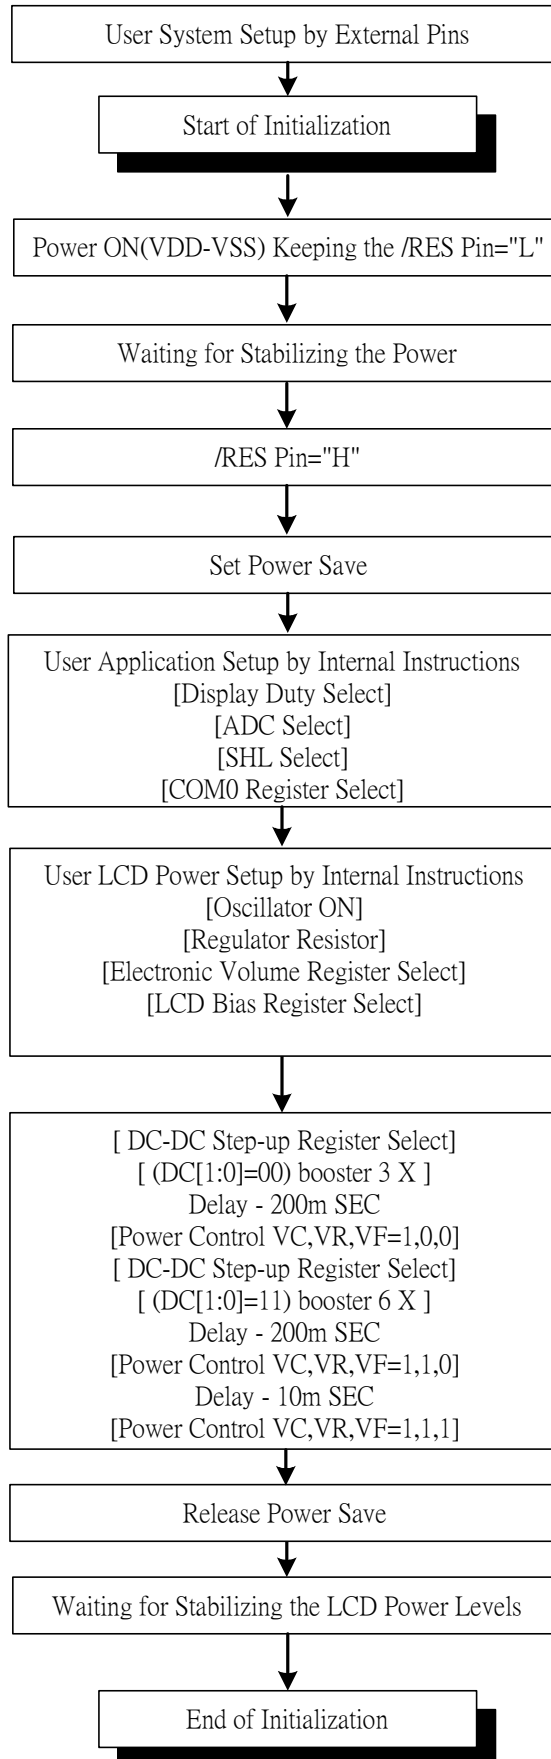 User System Setup by External Pins
Start of Initialization
Power ON(VDD-VSS) Keeping the /RES Pin="L"
Waiting for Stabilizing the Power
/RES Pin="H"
Set Power Save
User Application Setup by Internal Instructions
[Display Duty Select]
[ADC Select]
[SHL Select]
[COM0 Register Select]
User LCD Power Setup by Internal Instructions
[Oscillator ON]
[Regulator Resistor]
[Electronic Volume Register Select]
[LCD Bias Register Select]
[ DC-DC Step-up Register Select]
[ (DC[1:0]=00) booster 3 X ]
Delay - 200m SEC
[Power Control VC,VR,VF=1,0,0]
[ DC-DC Step-up Register Select]
[ (DC[1:0]=11) booster 6 X ]
Delay - 200m SEC
[Power Control VC,VR,VF=1,1,0]
Delay - 10m SEC
[Power Control VC,VR,VF=1,1,1]
Release Power Save
Waiting for Stabilizing the LCD Power Levels
End of Initialization